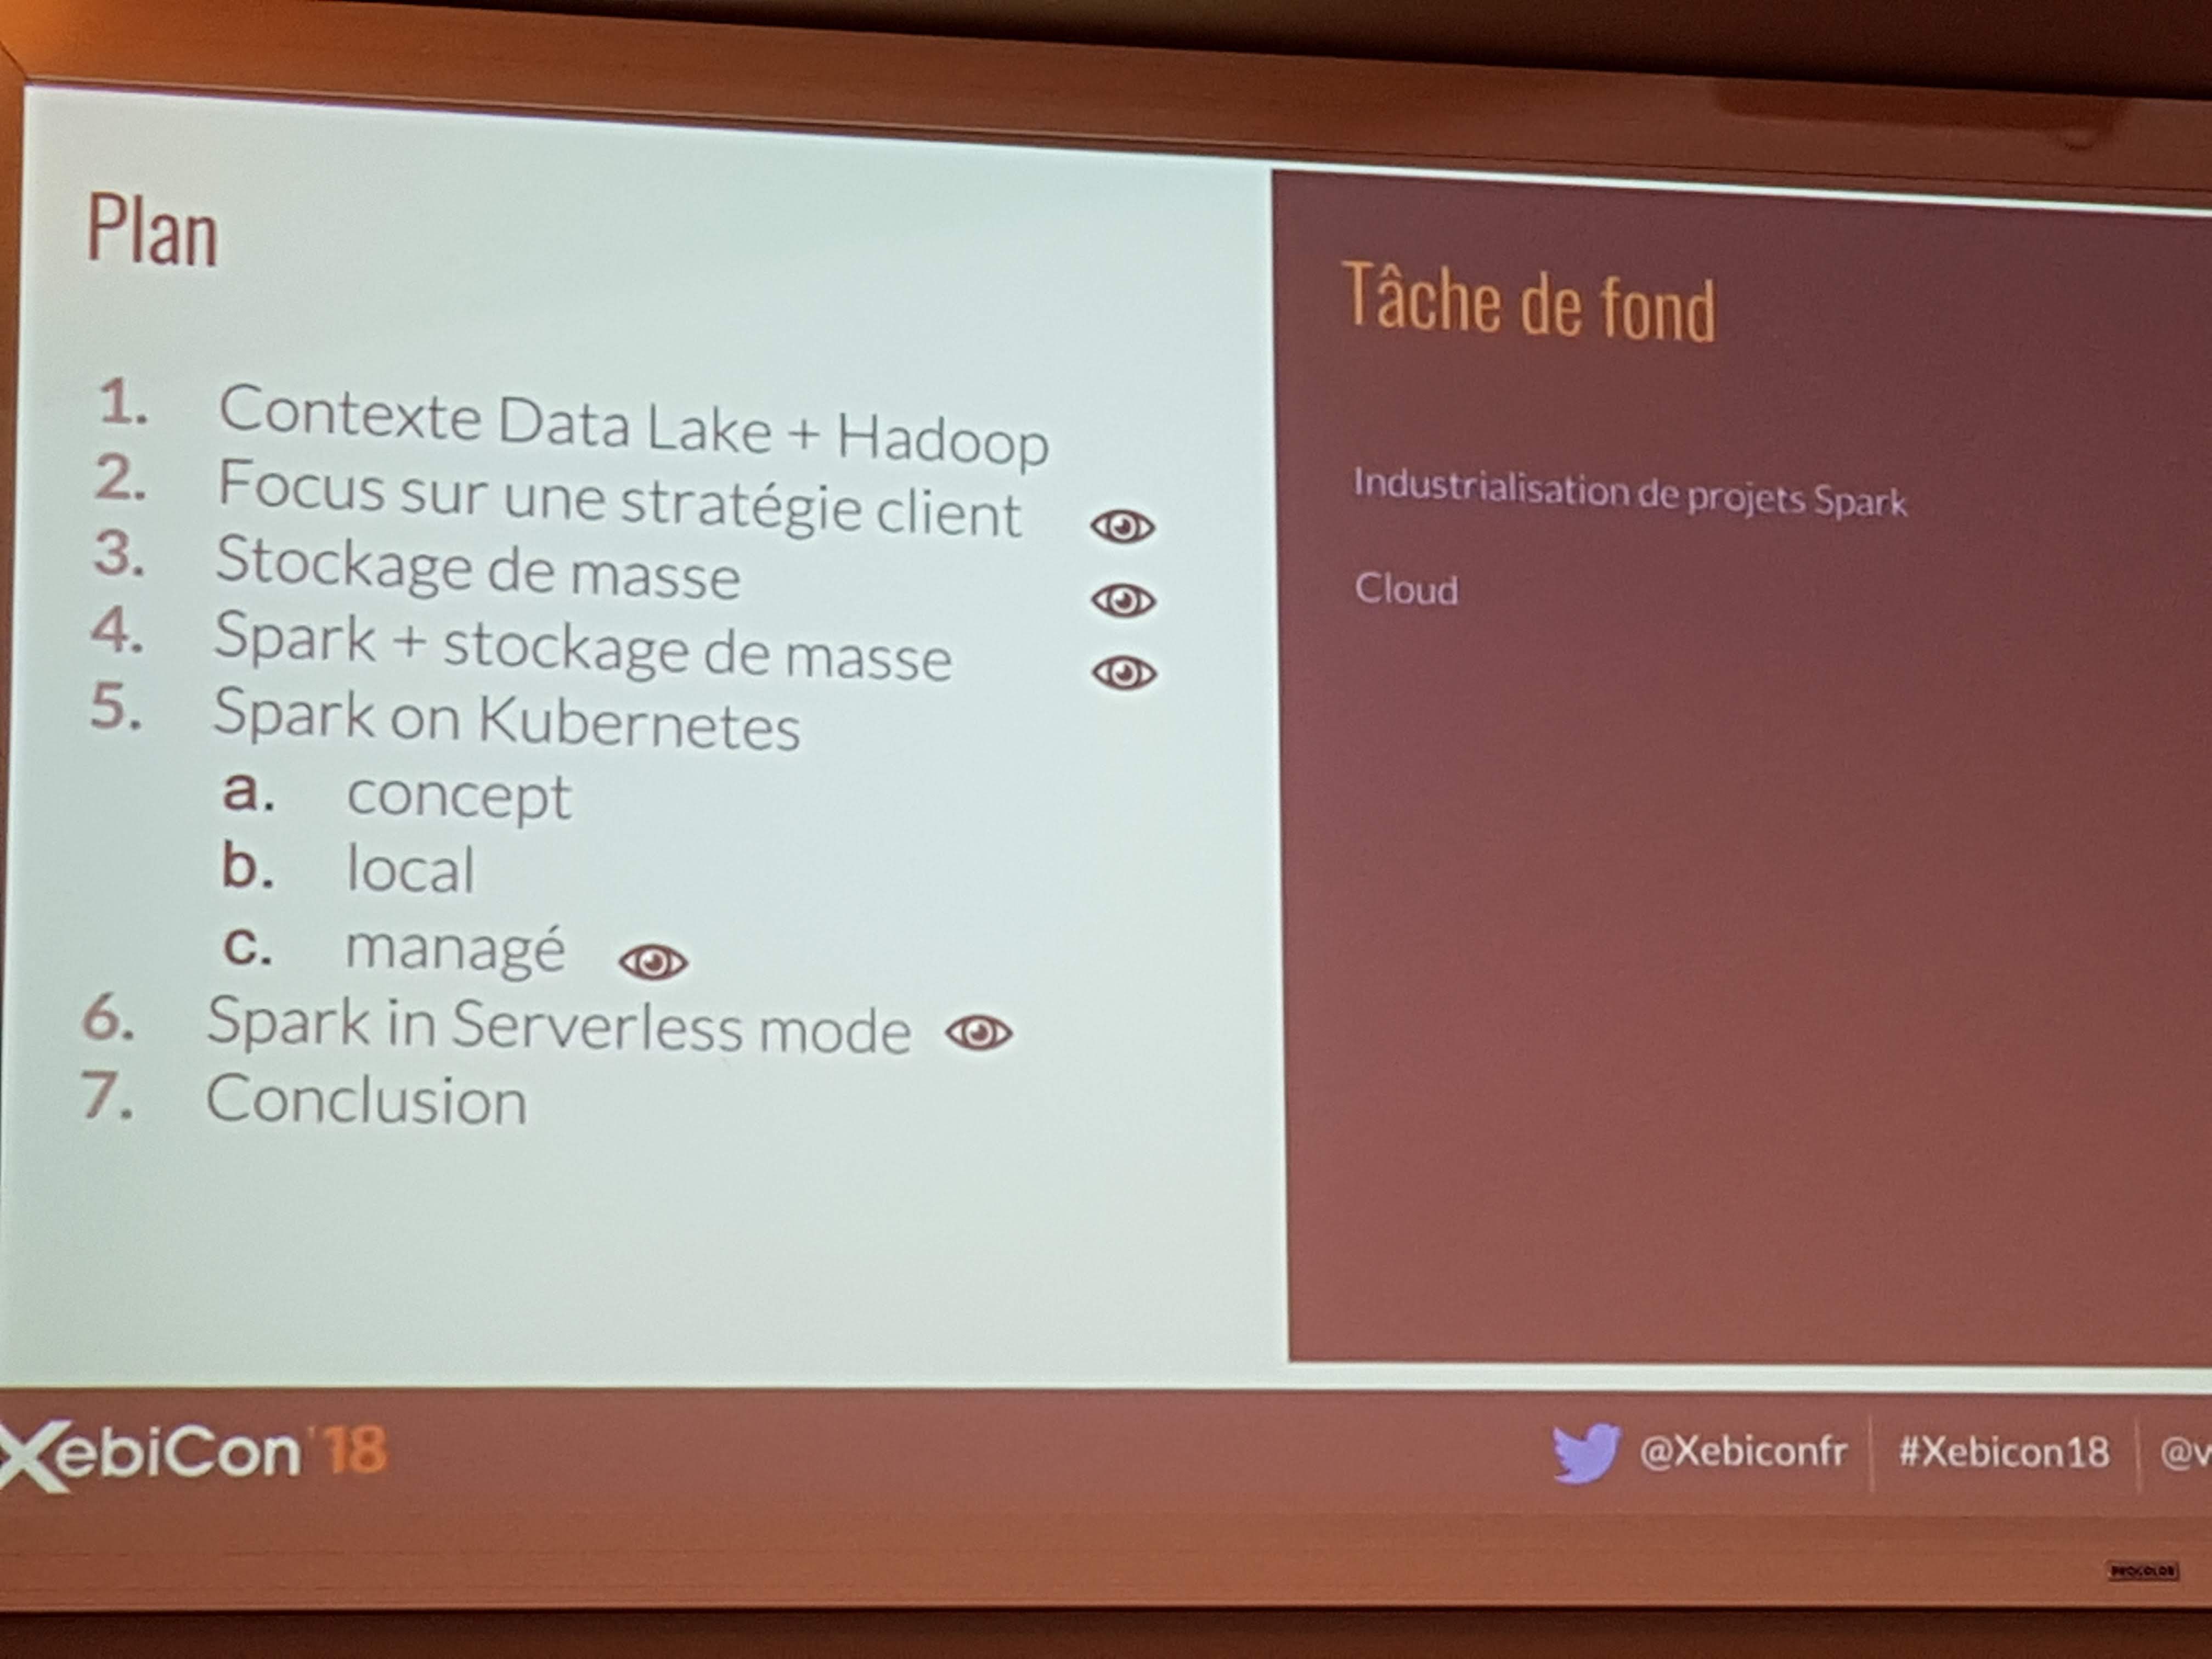 Plan
1. Contexte Data Lake + Hadoop
2. Focus sur une stratégie client
3. Stockage de masse
4. Spark + stockage de masse
5. Spark on Kubernetes
a. concept
b. local
c. managé
6. Spark in Serverless mode
7. Conclusion
Tâche de fond
Industrialisation de projets Spark
Cloud
XebiCon'18
@Xebiconfr
#Xebicon18
PROCOLOR